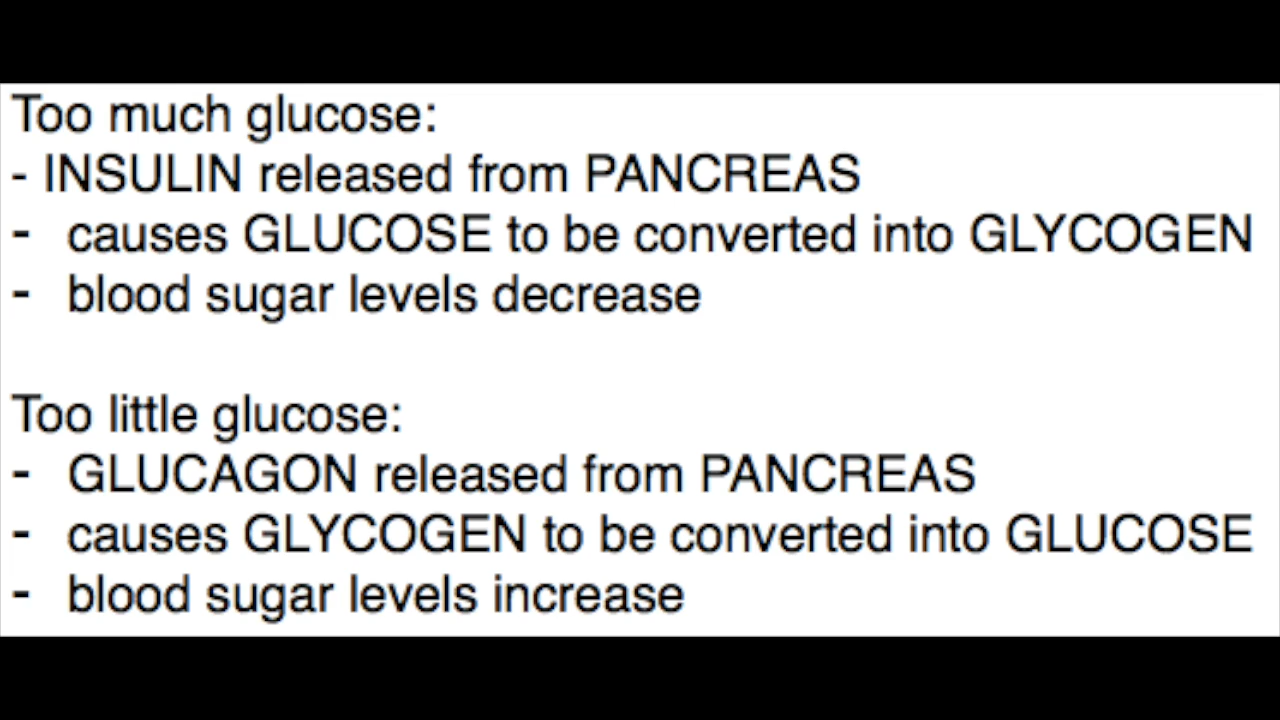 Too much glucose:
- INSULIN released from PANCREAS
- causes GLUCOSE to be converted into GLYCOGEN
- blood sugar levels decrease
Too little glucose:
- GLUCAGON released from PANCREAS
- causes GLYCOGEN to be converted into GLUCOSE
- blood sugar levels increase